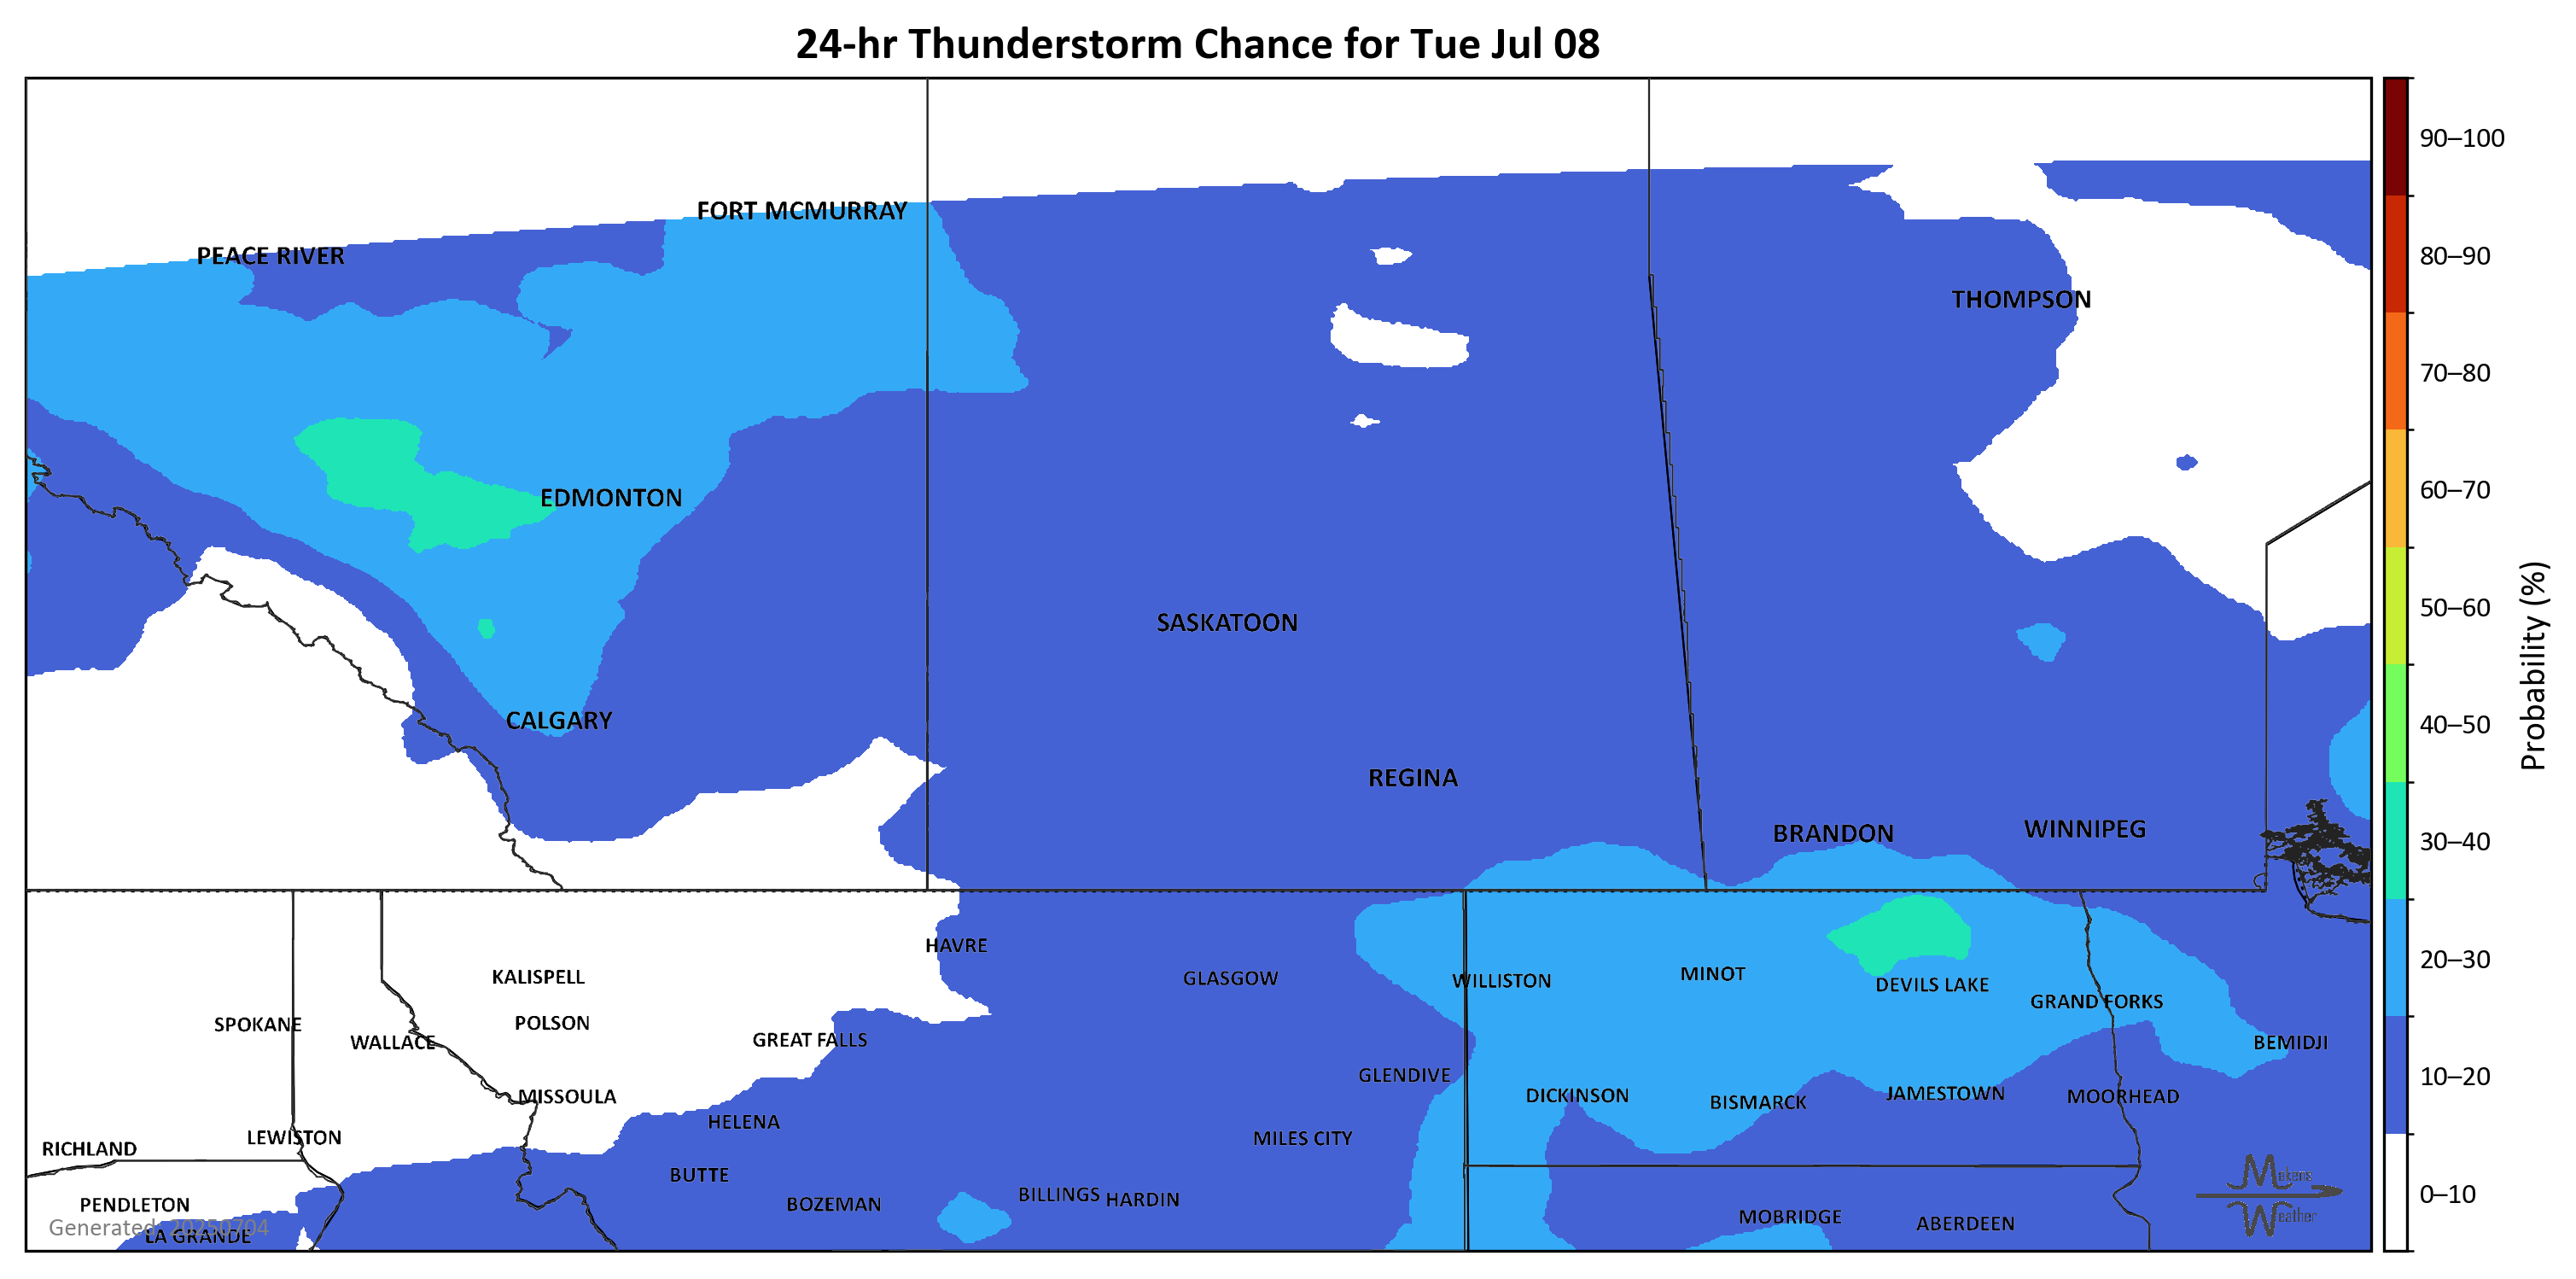 24-hr Thunderstorm Chance for Tue Jul 08
90–100
FORT MCMURRAY
PEACE RIVER
80–90
THOMPSON
70–80
EDMONTON
60–70
50–60
SASKATOON
Probability (%)
CALGARY
40–50
REGINA
BRANDON
WINNIPEG
30–40
HAVRE
20–30
KALISPELL
GLASGOW
WILLISTON
MINOT
DEVILS LAKE
GRAND FORKS
SPOKANE
POLSON
WALLACE
GREAT FALLS
BEMIDJI
10–20
GLENDIVE
MISSOULA
DICKINSON
BISMARCK
JAMESTOWN
MOORHEAD
HELENA
LEWISTON
MILES CITY
RICHLAND
BUTTE
Mekens
Weather
0–10
PENDLETON
BOZEMAN
BILLINGS
HARDIN
MOBRIDGE
ABERDEEN
Generated: 20250704
LA GRANDE